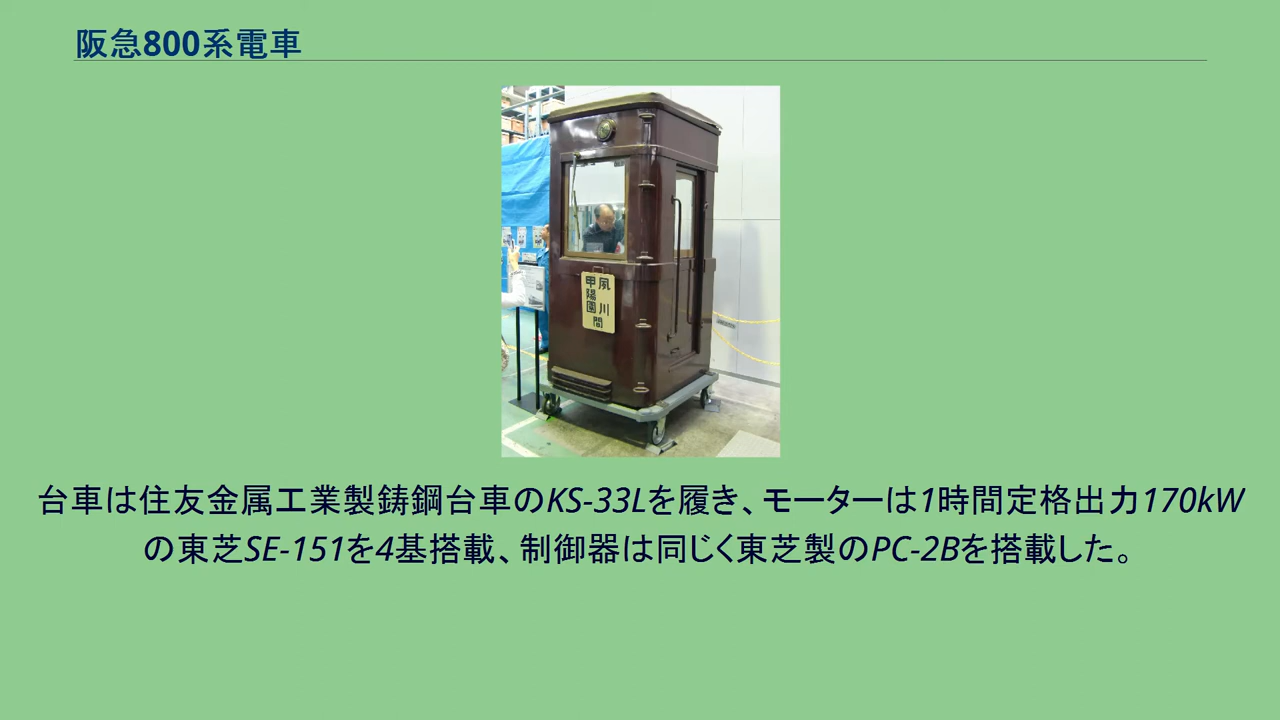 阪急800系電車
夙川
甲陽園
間
台車は住友金属工業製鋳鋼台車のKS-33Lを履き、モーターは1時間定格出力170kW
の東芝SE-151を4基搭載、制御器は同じく東芝製のPC-2Bを搭載した。